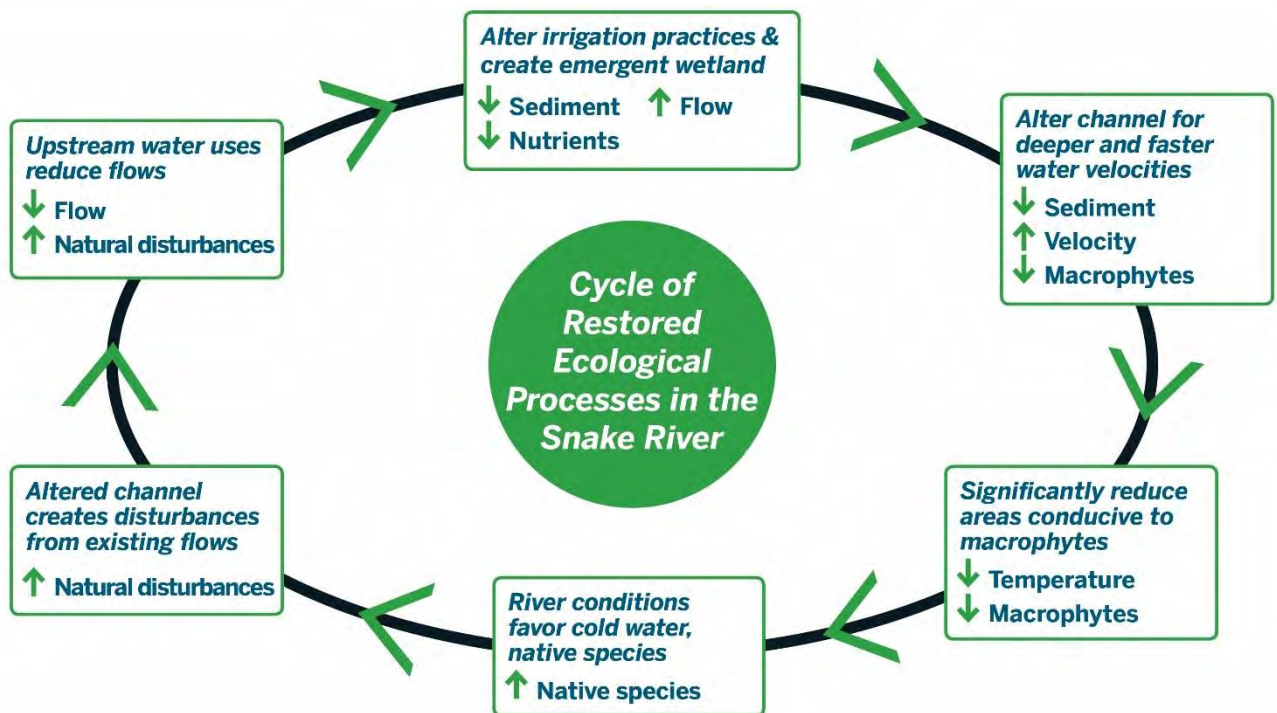 Alter irrigation practices &
create emergent wetland
↓ Sediment ↑ Flow
↓ Nutrients
Alter channel for
deeper and faster
water velocities
↓ Sediment
↑ Velocity
↓ Macrophytes
Significantly reduce
areas conducive to
macrophytes
↓ Temperature
↓ Macrophytes
River conditions
favor cold water,
native species
↑ Native species
Altered channel
creates disturbances
from existing flows
↑ Natural disturbances
Upstream water uses
reduce flows
↓ Flow
↑ Natural disturbances
Cycle of
Restored
Ecological
Processes in the
Snake River